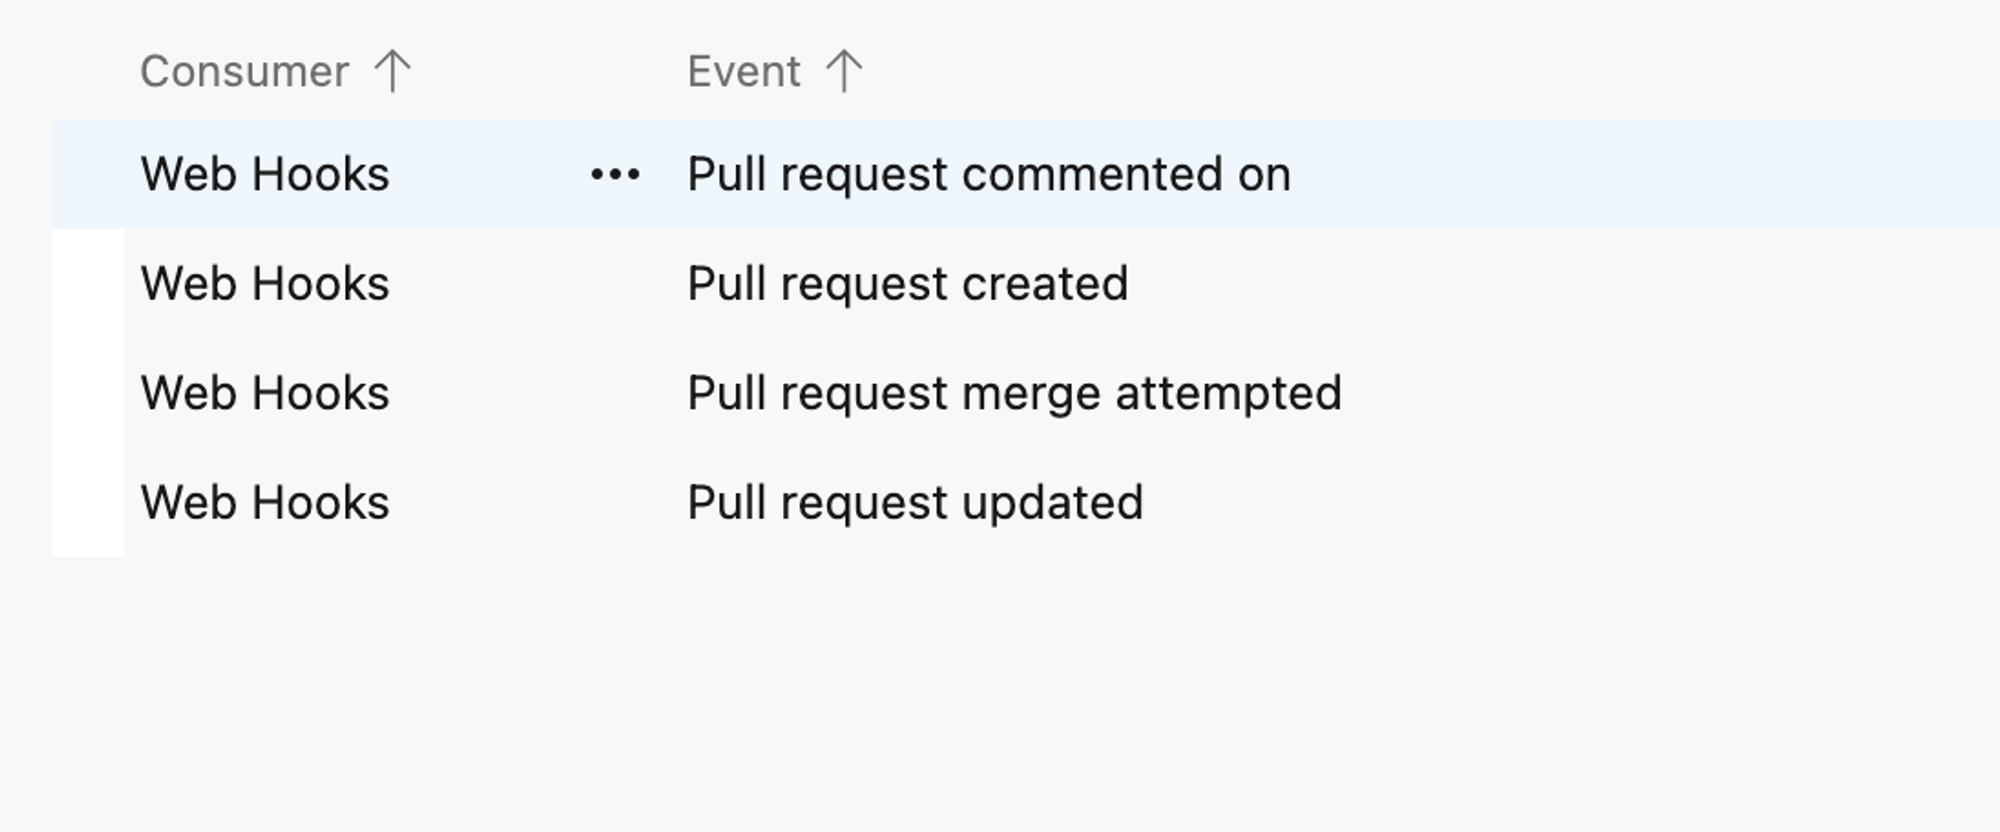 Consumer ↑ Event ↑
Web Hooks ••• Pull request commented on
Web Hooks Pull request created
Web Hooks Pull request merge attempted
Web Hooks Pull request updated